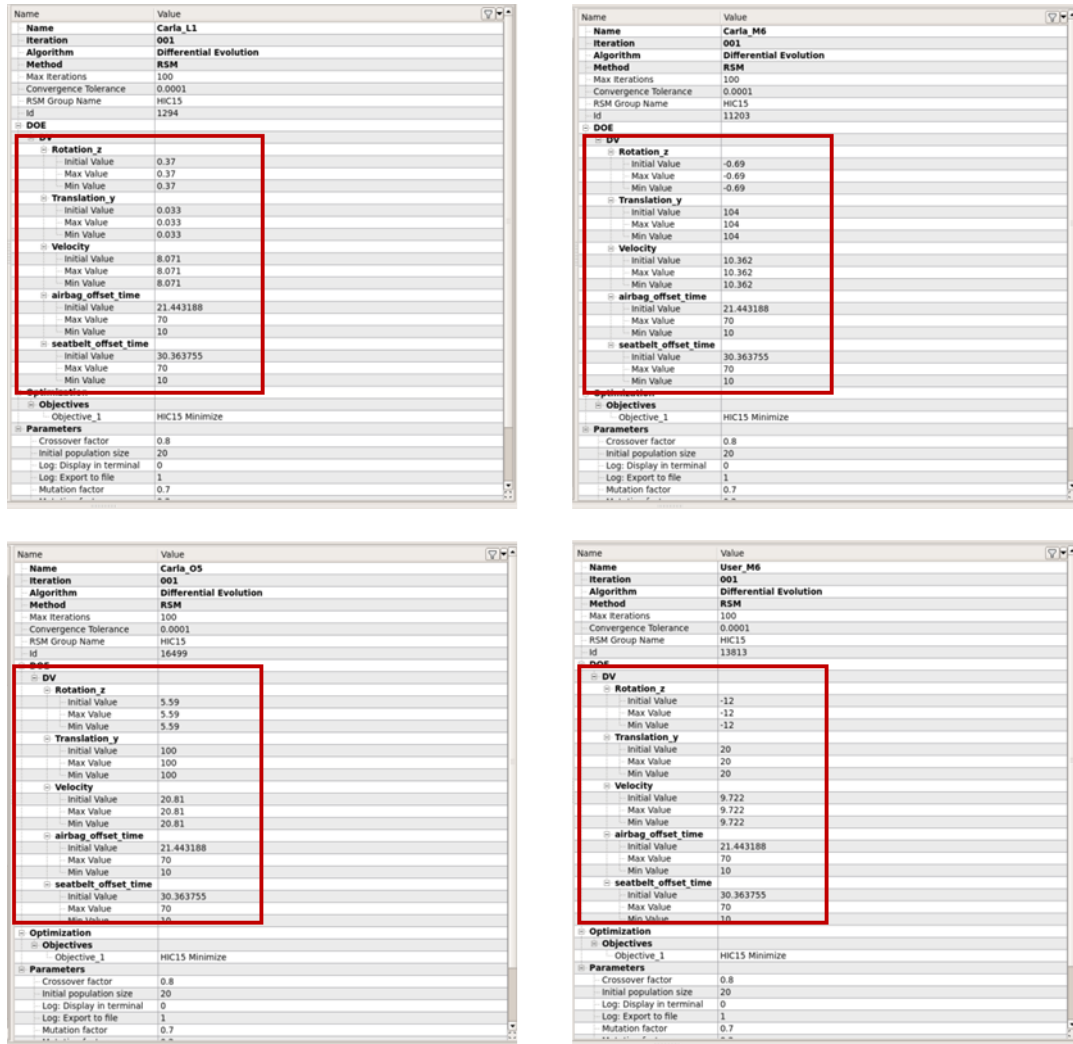 Name Value
Name Carla_L1
Iteration 001
Algorithm Differential Evolution
Method RSM
Max Iterations 100
Convergence Tolerance 0.0001
RSM Group Name HIC15
Id 1294
DOE
DV
Rotation_z
Initial Value 0.37
Max Value 0.37
Min Value 0.37
Translation_y
Initial Value 0.033
Max Value 0.033
Min Value 0.033
Velocity
Initial Value 8.071
Max Value 8.071
Min Value 8.071
airbag_offset_time
Initial Value 21.443188
Max Value 70
Min Value 10
seatbelt_offset_time
Initial Value 30.363755
Max Value 70
Min Value 10
Optimization
Objectives
Objective_1 HIC15 Minimize
Parameters
Crossover factor 0.8
Initial population size 20
Log: Display in terminal 0
Log: Export to file 1
Mutation factor 0.7
Name Value
Name Carla_M6
Iteration 001
Algorithm Differential Evolution
Method RSM
Max Iterations 100
Convergence Tolerance 0.0001
RSM Group Name HIC15
Id 11203
DOE
DV
Rotation_z
Initial Value -0.69
Max Value -0.69
Min Value -0.69
Translation_y
Initial Value 104
Max Value 104
Min Value 104
Velocity
Initial Value 10.362
Max Value 10.362
Min Value 10.362
airbag_offset_time
Initial Value 21.443188
Max Value 70
Min Value 10
seatbelt_offset_time
Initial Value 30.363755
Max Value 70
Min Value 10
Optimization
Objectives
Objective_1 HIC15 Minimize
Parameters
Crossover factor 0.8
Initial population size 20
Log: Display in terminal 0
Log: Export to file 1
Mutation factor 0.7
Name Value
Name Carla_O5
Iteration 001
Algorithm Differential Evolution
Method RSM
Max Iterations 100
Convergence Tolerance 0.0001
RSM Group Name HIC15
Id 16499
DOE
DV
Rotation_z
Initial Value 5.59
Max Value 5.59
Min Value 5.59
Translation_y
Initial Value 100
Max Value 100
Min Value 100
Velocity
Initial Value 20.81
Max Value 20.81
Min Value 20.81
airbag_offset_time
Initial Value 21.443188
Max Value 70
Min Value 10
seatbelt_offset_time
Initial Value 30.363755
Max Value 70
Min Value 10
Optimization
Objectives
Objective_1 HIC15 Minimize
Parameters
Crossover factor 0.8
Initial population size 20
Log: Display in terminal 0
Log: Export to file 1
Mutation factor 0.7
Name Value
Name User_M6
Iteration 001
Algorithm Differential Evolution
Method RSM
Max Iterations 100
Convergence Tolerance 0.0001
RSM Group Name HIC15
Id 13813
DOE
DV
Rotation_z
Initial Value -12
Max Value -12
Min Value -12
Translation_y
Initial Value 20
Max Value 20
Min Value 20
Velocity
Initial Value 9.722
Max Value 9.722
Min Value 9.722
airbag_offset_time
Initial Value 21.443188
Max Value 70
Min Value 10
seatbelt_offset_time
Initial Value 30.363755
Max Value 70
Min Value 10
Optimization
Objectives
Objective_1 HIC15 Minimize
Parameters
Crossover factor 0.8
Initial population size 20
Log: Display in terminal 0
Log: Export to file 1
Mutation factor 0.7